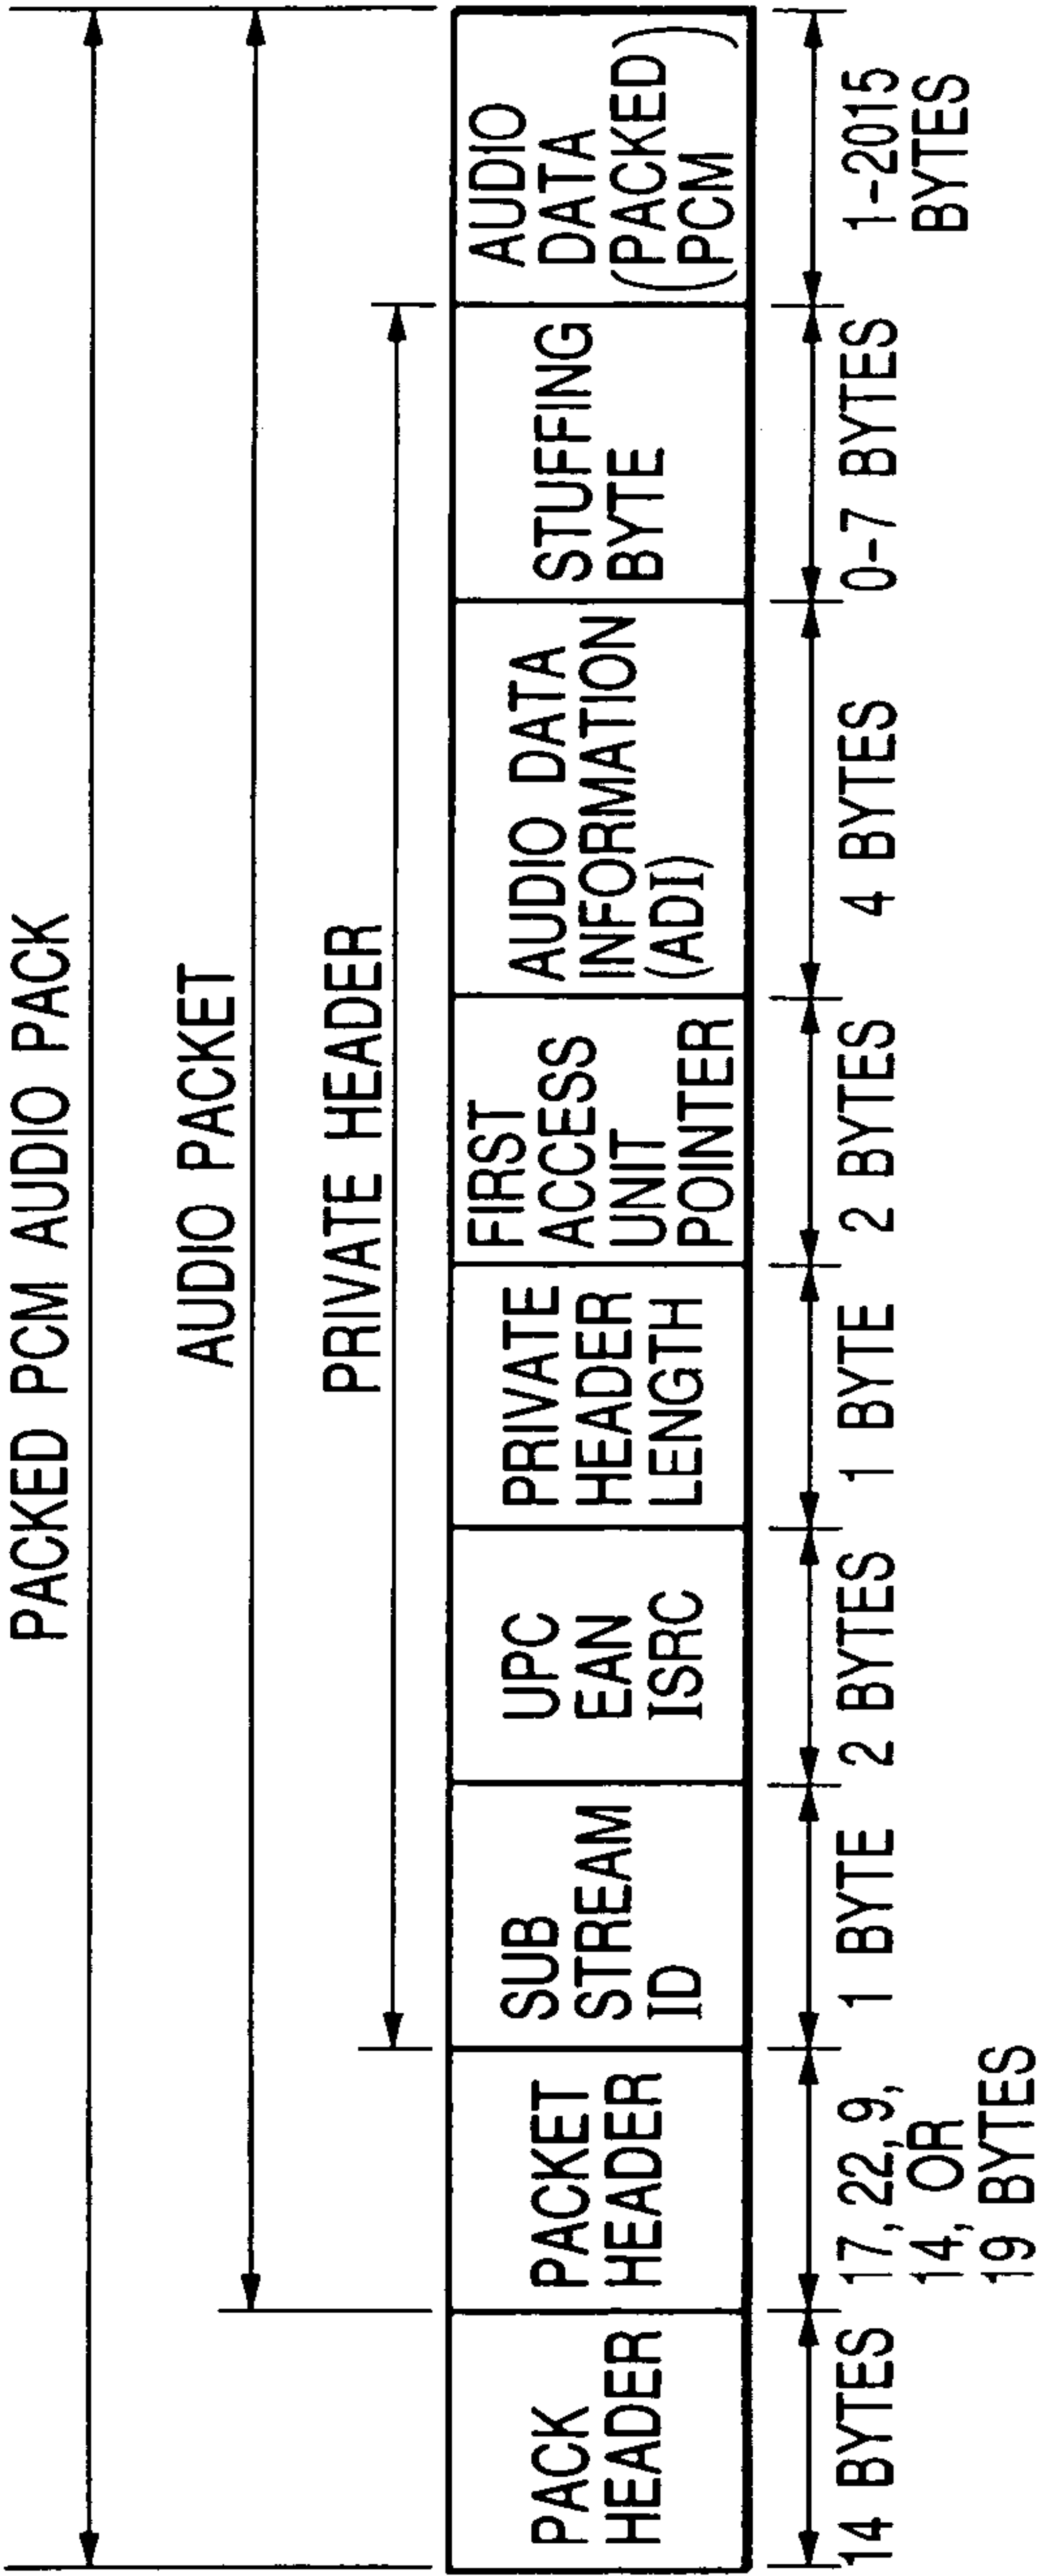 PACKED PCM AUDIO PACK
AUDIO PACKET
PRIVATE HEADER
PACK
HEADER
PACKET
HEADER
SUB
STREAM
ID
UPC
EAN
ISRC
PRIVATE
HEADER
LENGTH
FIRST
ACCESS
UNIT
POINTER
AUDIO DATA
INFORMATION
(ADI)
STUFFING
BYTE
AUDIO
DATA
(PACKED)
(PCM )
14 BYTES
17, 22, 9,
14, OR
19 BYTES
1 BYTE
2 BYTES
1 BYTE
2 BYTES
4 BYTES
0-7 BYTES
1-2015
BYTES